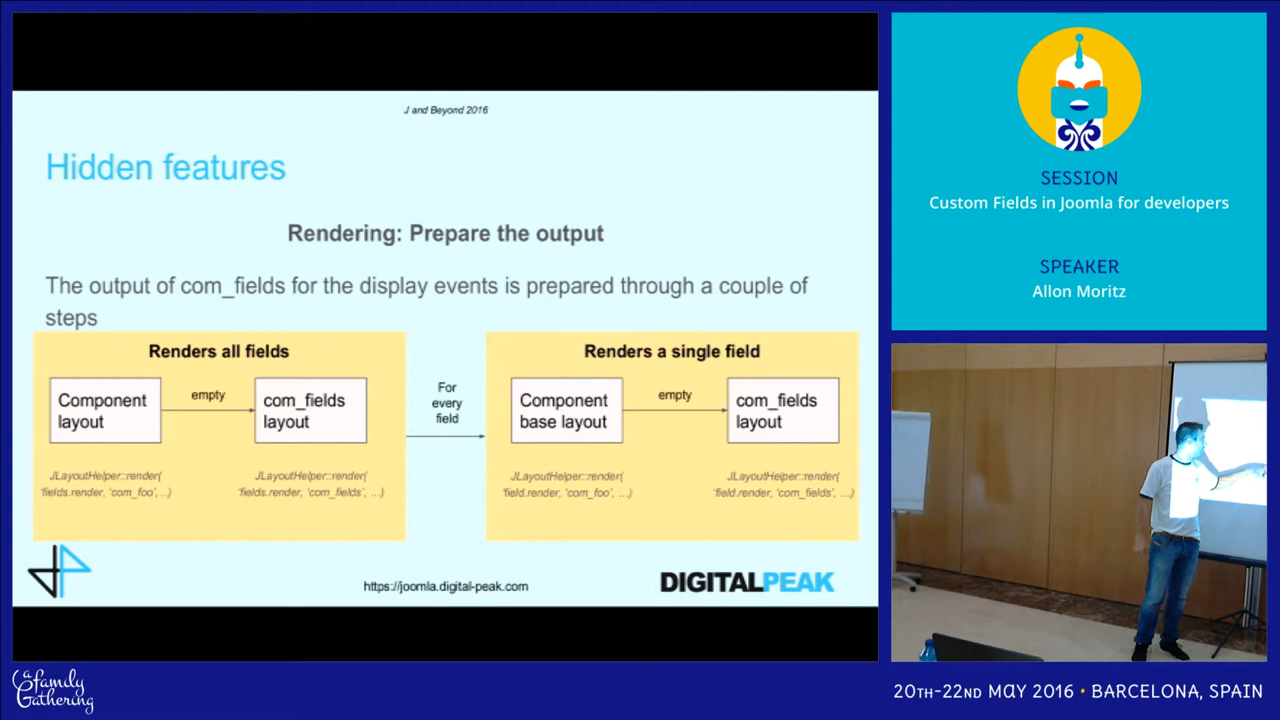 J and Beyond 2016
Hidden features
Rendering: Prepare the output
The output of com_fields for the display events is prepared through a couple of
steps
Renders all fields
Component
layout
empty
com_fields
layout
JLayoutHelper::render(
'fields.render, 'com_foo', ..)
JLayoutHelper::render(
'fields.render, 'com_fields', ...)
For
every
field
Renders a single field
Component
base layout
empty
com_fields
layout
JLayoutHelper::render(
'field.render, 'com_foo', ...)
JLayoutHelper::render(
'field.render, 'com_fields', ...)
https://joomla.digital-peak.com
DIGITALPEAK
SESSION
Custom Fields in Joomla for developers
SPEAKER
Allon Moritz
a family
Gathering
20TH-22ND MAY 2016 • BARCELONA, SPAIN